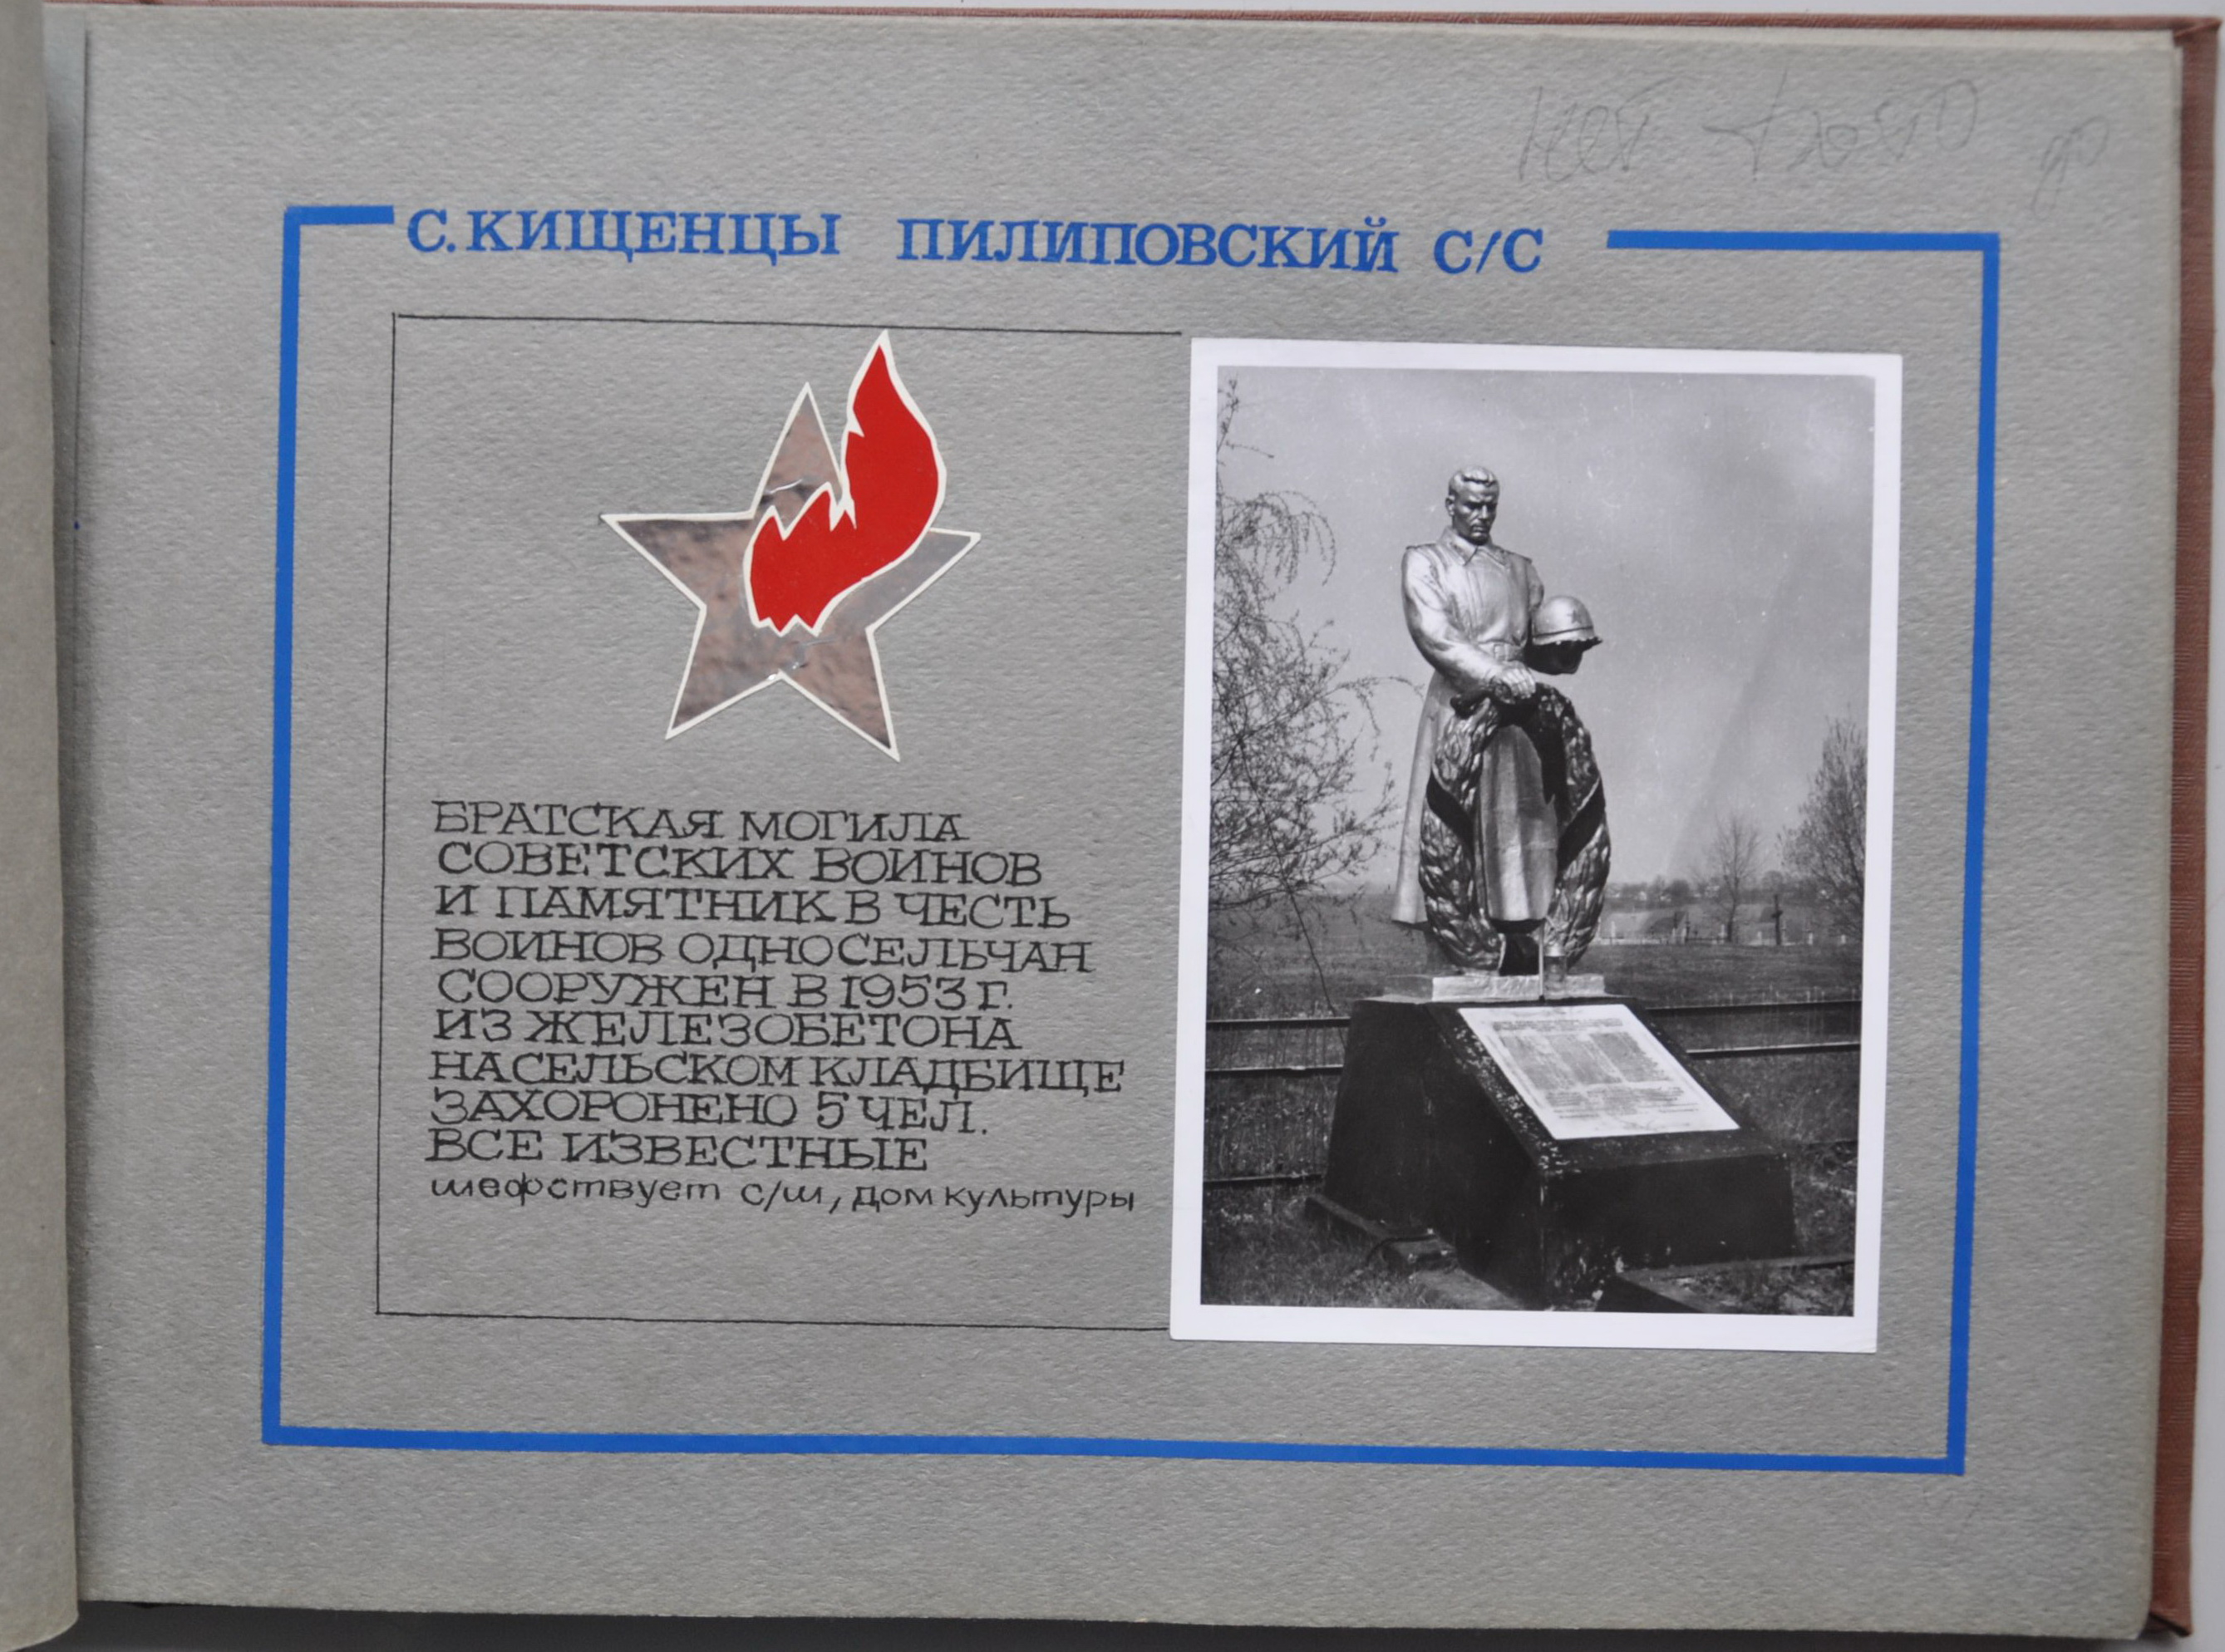 С. КИЩЕНЦЫ ПИЛИПОВСКИЙ С/С
БРАТСКАЯ МОГИЛА
СОВЕТСКИХ ВОИНОВ
И ПАМЯТНИК В ЧЕСТЬ
ВОИНОВ ОДНОСЕЛЬЧАН
СООРУЖЕН В 1953 Г.
ИЗ ЖЕЛЕЗОБЕТОНА
НА СЕЛЬСКОМ КЛАДБИЩЕ
ЗАХОРОНЕНО 5 ЧЕЛ.
ВСЕ ИЗВЕСТНЫЕ
шефствует с/ш, дом культуры